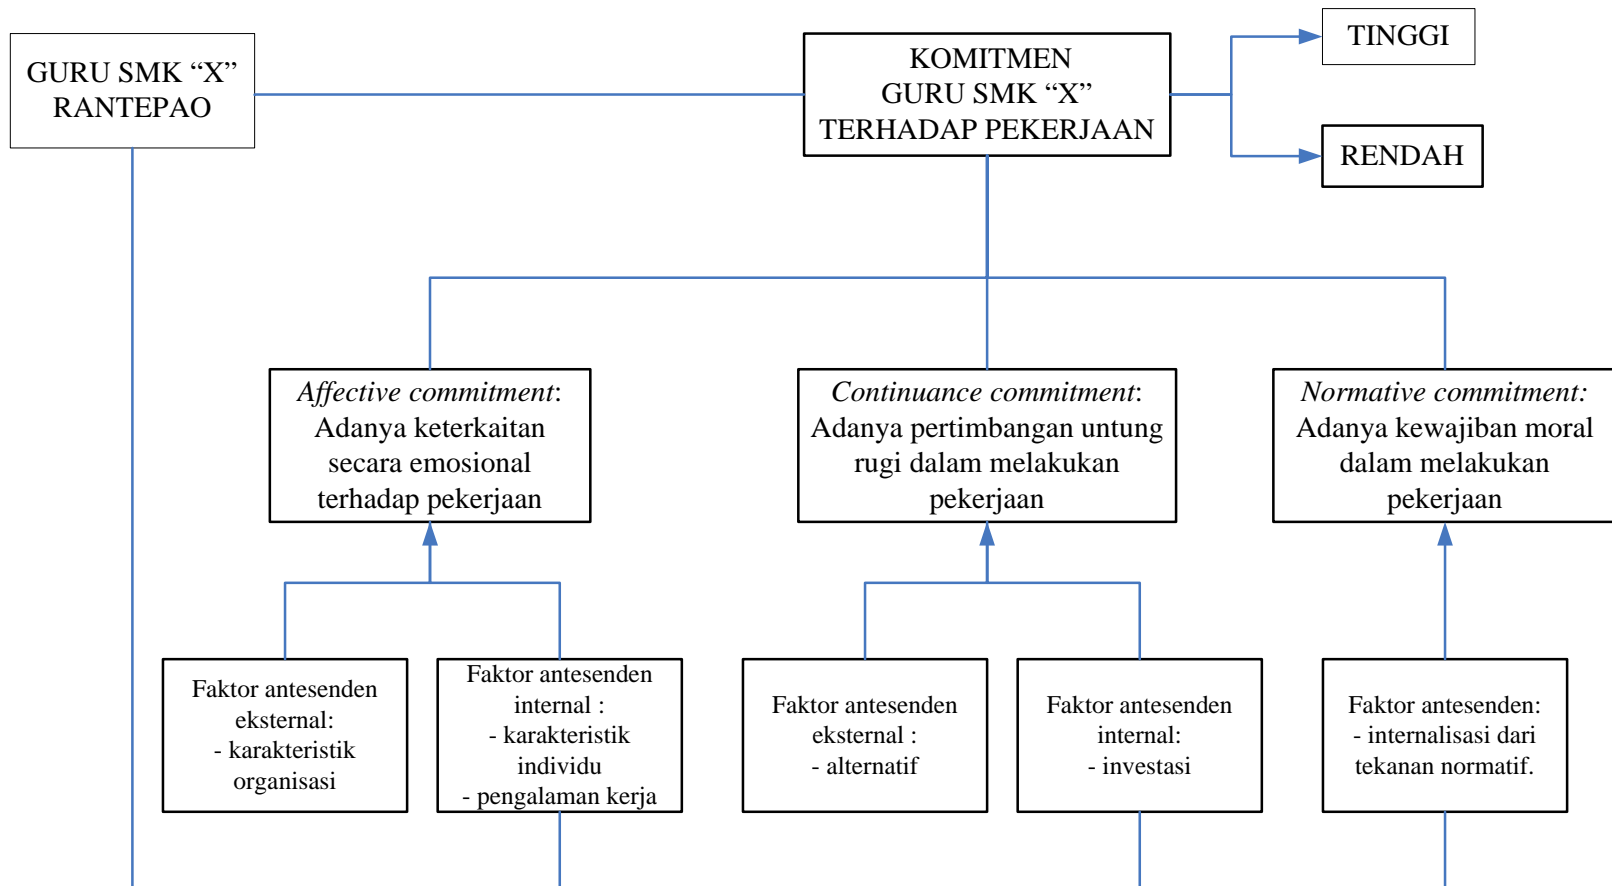 GURU SMK “X”
RANTEPAO
KOMITMEN
GURU SMK “X”
TERHADAP PEKERJAAN
TINGGI
RENDAH
Affective commitment:
Adanya keterkaitan
secara emosional
terhadap pekerjaan
Continuance commitment:
Adanya pertimbangan untung
rugi dalam melakukan
pekerjaan
Normative commitment:
Adanya kewajiban moral
dalam melakukan
pekerjaan
Faktor antesenden
eksternal:
- karakteristik
organisasi
Faktor antesenden
internal :
- karakteristik
individu
- pengalaman kerja
Faktor antesenden
eksternal :
- alternatif
Faktor antesenden
internal:
- investasi
Faktor antesenden:
- internalisasi dari
tekanan normatif.